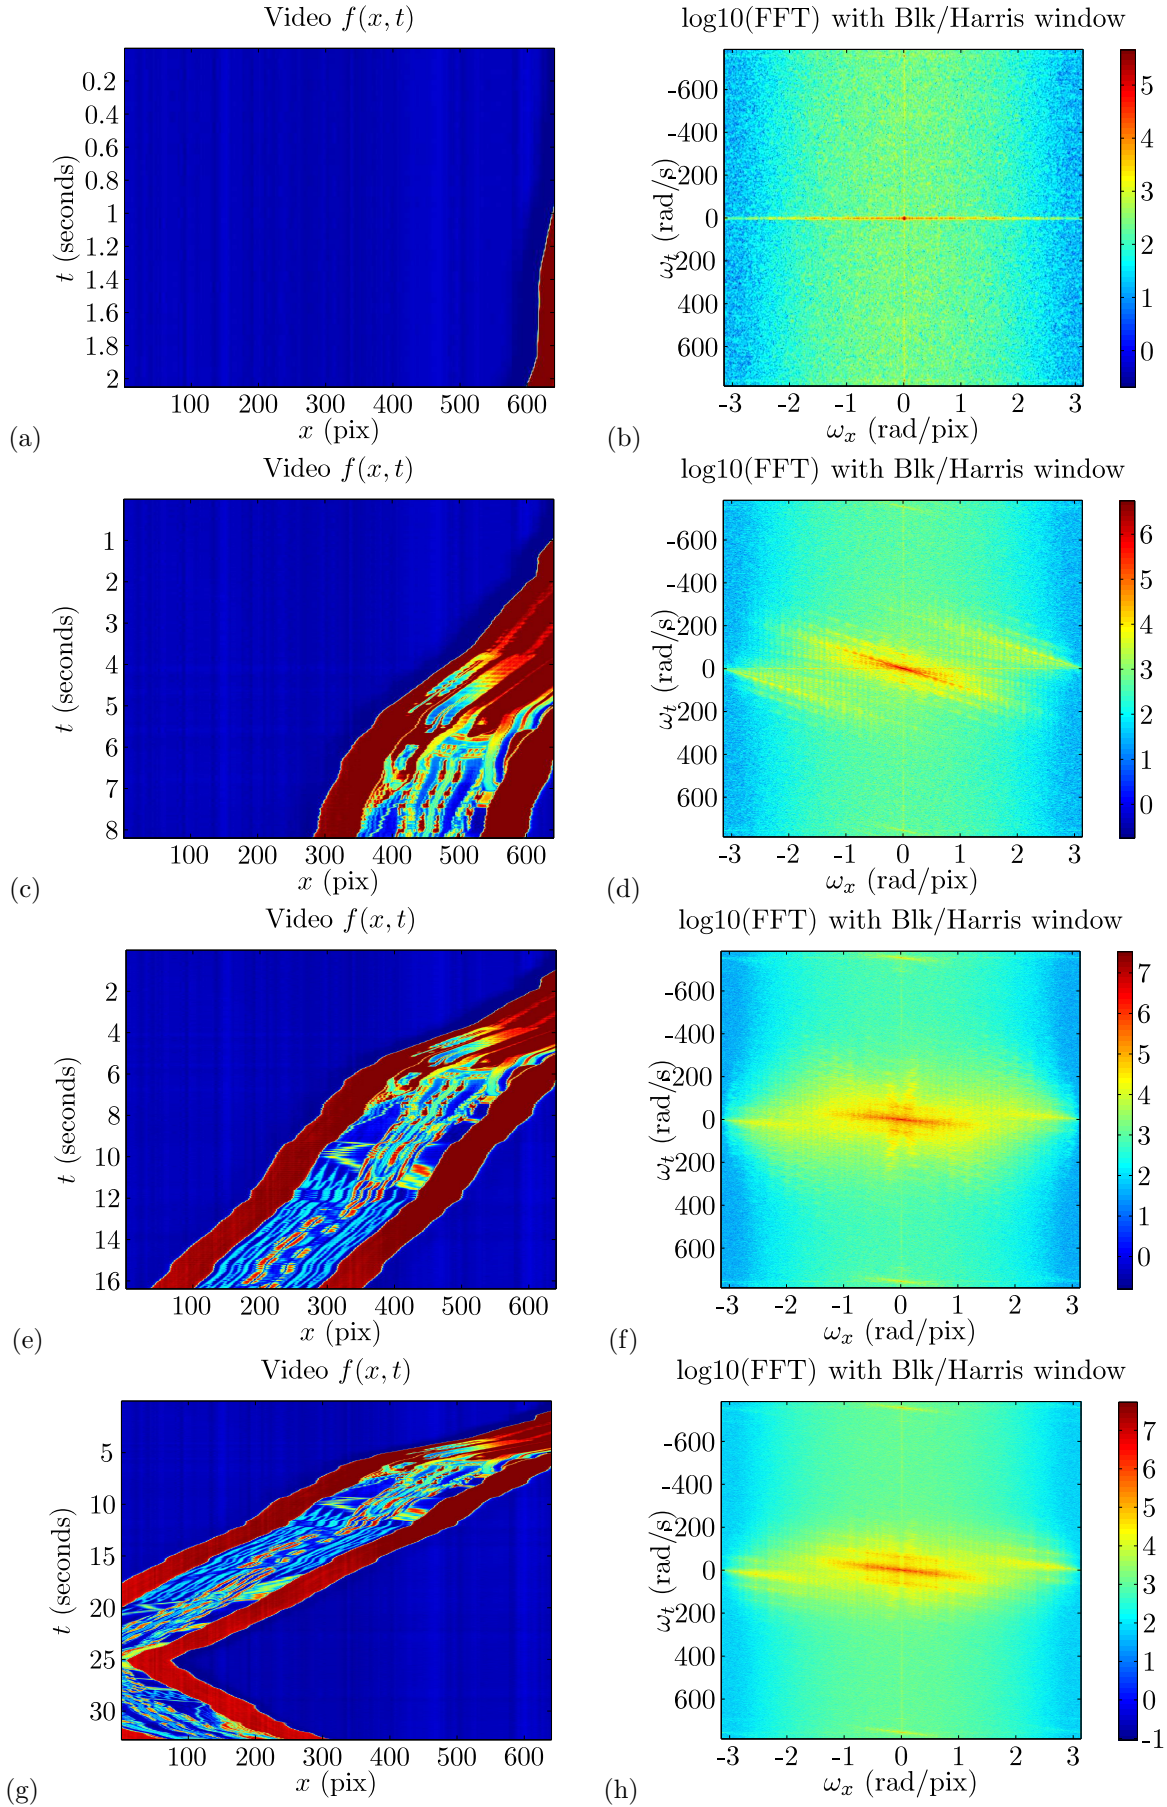 Video f(x, t)
log10(FFT) with Blk/Harris window
0.2
0.4
0.6
0.8
1
1.2
1.4
1.6
1.8
2
t (seconds)
100 200 300 400 500 600
x (pix)
(a)
-600
-400
-200
0
200
400
600
ω_t (rad/s)
-3 -2 -1 0 1 2 3
ω_x (rad/pix)
5
4
3
2
1
0
(b)
Video f(x, t)
log10(FFT) with Blk/Harris window
1
2
3
4
5
6
7
8
t (seconds)
100 200 300 400 500 600
x (pix)
(c)
-600
-400
-200
0
200
400
600
ω_t (rad/s)
-3 -2 -1 0 1 2 3
ω_x (rad/pix)
6
5
4
3
2
1
0
(d)
Video f(x, t)
log10(FFT) with Blk/Harris window
2
4
6
8
10
12
14
16
t (seconds)
100 200 300 400 500 600
x (pix)
(e)
-600
-400
-200
0
200
400
600
ω_t (rad/s)
-3 -2 -1 0 1 2 3
ω_x (rad/pix)
7
6
5
4
3
2
1
0
(f)
Video f(x, t)
log10(FFT) with Blk/Harris window
5
10
15
20
25
30
t (seconds)
100 200 300 400 500 600
x (pix)
(g)
-600
-400
-200
0
200
400
600
ω_t (rad/s)
-3 -2 -1 0 1 2 3
ω_x (rad/pix)
7
6
5
4
3
2
1
0
-1
(h)